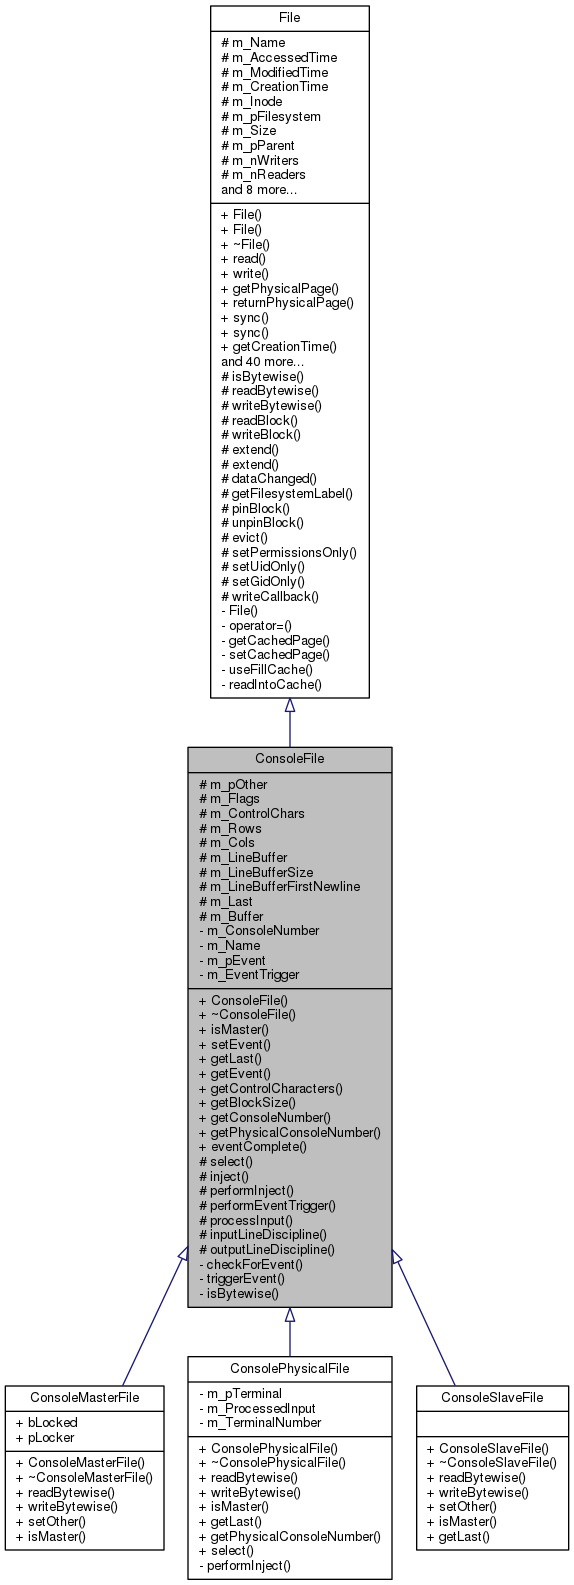 File
# m_Name
# m_AccessedTime
# m_ModifiedTime
# m_CreationTime
# m_Inode
# m_pFilesystem
# m_Size
# m_pParent
# m_nWriters
# m_nReaders
and 8 more...
+ File()
+ File()
+ ~File()
+ read()
+ write()
+ getPhysicalPage()
+ returnPhysicalPage()
+ sync()
+ sync()
+ getCreationTime()
and 40 more...
# isBytewise()
# readBytewise()
# writeBytewise()
# readBlock()
# writeBlock()
# extend()
# extend()
# dataChanged()
# getFilesystemLabel()
# pinBlock()
# unpinBlock()
# evict()
# setPermissionsOnly()
# setUidOnly()
# setGidOnly()
# writeCallback()
- File()
- operator=()
- getCachedPage()
- setCachedPage()
- useFillCache()
- readIntoCache()
ConsoleFile
# m_pOther
# m_Flags
# m_ControlChars
# m_Rows
# m_Cols
# m_LineBuffer
# m_LineBufferSize
# m_LineBufferFirstNewline
# m_Last
# m_Buffer
- m_ConsoleNumber
- m_Name
- m_pEvent
- m_EventTrigger
+ ConsoleFile()
+ ~ConsoleFile()
+ isMaster()
+ setEvent()
+ getLast()
+ getEvent()
+ getControlCharacters()
+ getBlockSize()
+ getConsoleNumber()
+ getPhysicalConsoleNumber()
+ eventComplete()
# select()
# inject()
# performInject()
# performEventTrigger()
# processInput()
# inputLineDiscipline()
# outputLineDiscipline()
- checkForEvent()
- triggerEvent()
- isBytewise()
ConsoleMasterFile
+ bLocked
+ pLocker
+ ConsoleMasterFile()
+ ~ConsoleMasterFile()
+ readBytewise()
+ writeBytewise()
+ setOther()
+ isMaster()
ConsolePhysicalFile
- m_pTerminal
- m_ProcessedInput
- m_TerminalNumber
+ ConsolePhysicalFile()
+ ~ConsolePhysicalFile()
+ readBytewise()
+ writeBytewise()
+ isMaster()
+ getLast()
+ getPhysicalConsoleNumber()
+ select()
- performInject()
ConsoleSlaveFile
+ ConsoleSlaveFile()
+ ~ConsoleSlaveFile()
+ readBytewise()
+ writeBytewise()
+ setOther()
+ isMaster()
+ getLast()